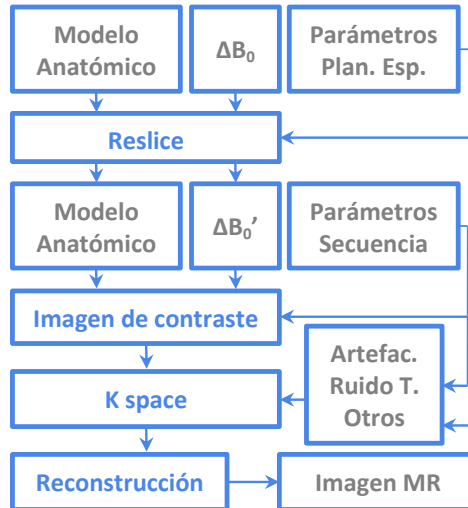 Modelo
Anatómico
ΔB₀
Parámetros
Plan. Esp.
Reslice
Modelo
Anatómico
ΔB₀’
Parámetros
Secuencia
Imagen de contraste
Artefac.
Ruido T.
Otros
K space
Reconstrucción
Imagen MR